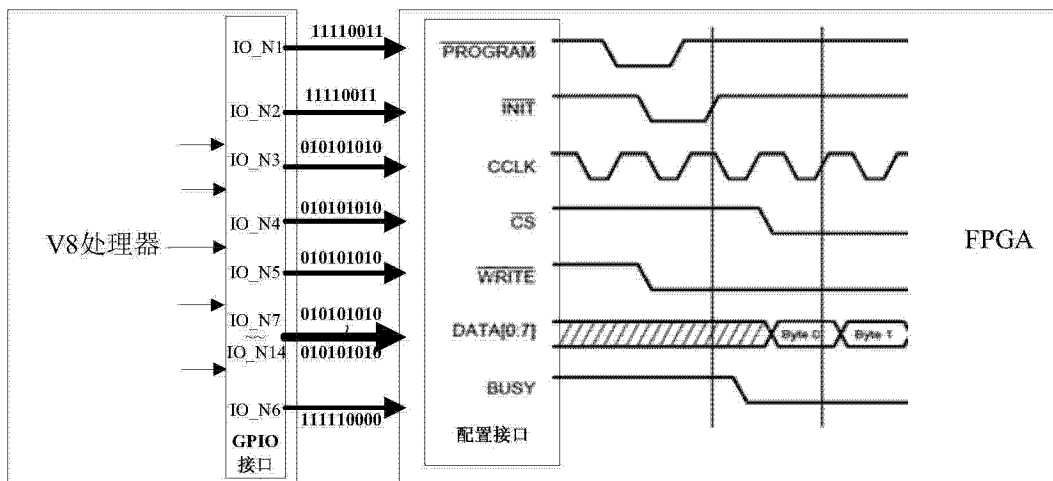 V8处理器
IO_N1
IO_N2
IO_N3
IO_N4
IO_N5
IO_N7
~
IO_N14
IO_N6
GPIO
接口
11110011
11110011
010101010
010101010
010101010
010101010
~
010101010
111110000
PROGRAM
INIT
CCLK
CS
WRITE
DATA[0:7]
Byte 0
Byte 1
BUSY
配置接口
FPGA